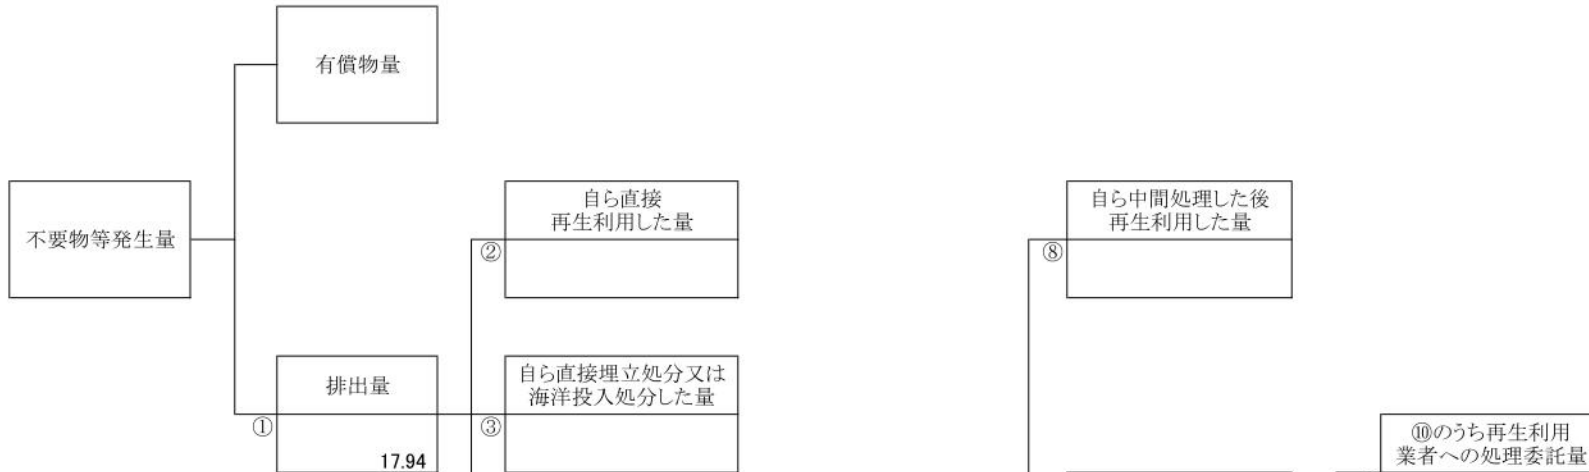 有償物量
不要物等発生量
自ら直接
再生利用した量
②
自ら中間処理した後
再生利用した量
⑧
排出量
①
17.94
自ら直接埋立処分又は
海洋投入処分した量
③
⑩のうち再生利用
業者への処理委託量